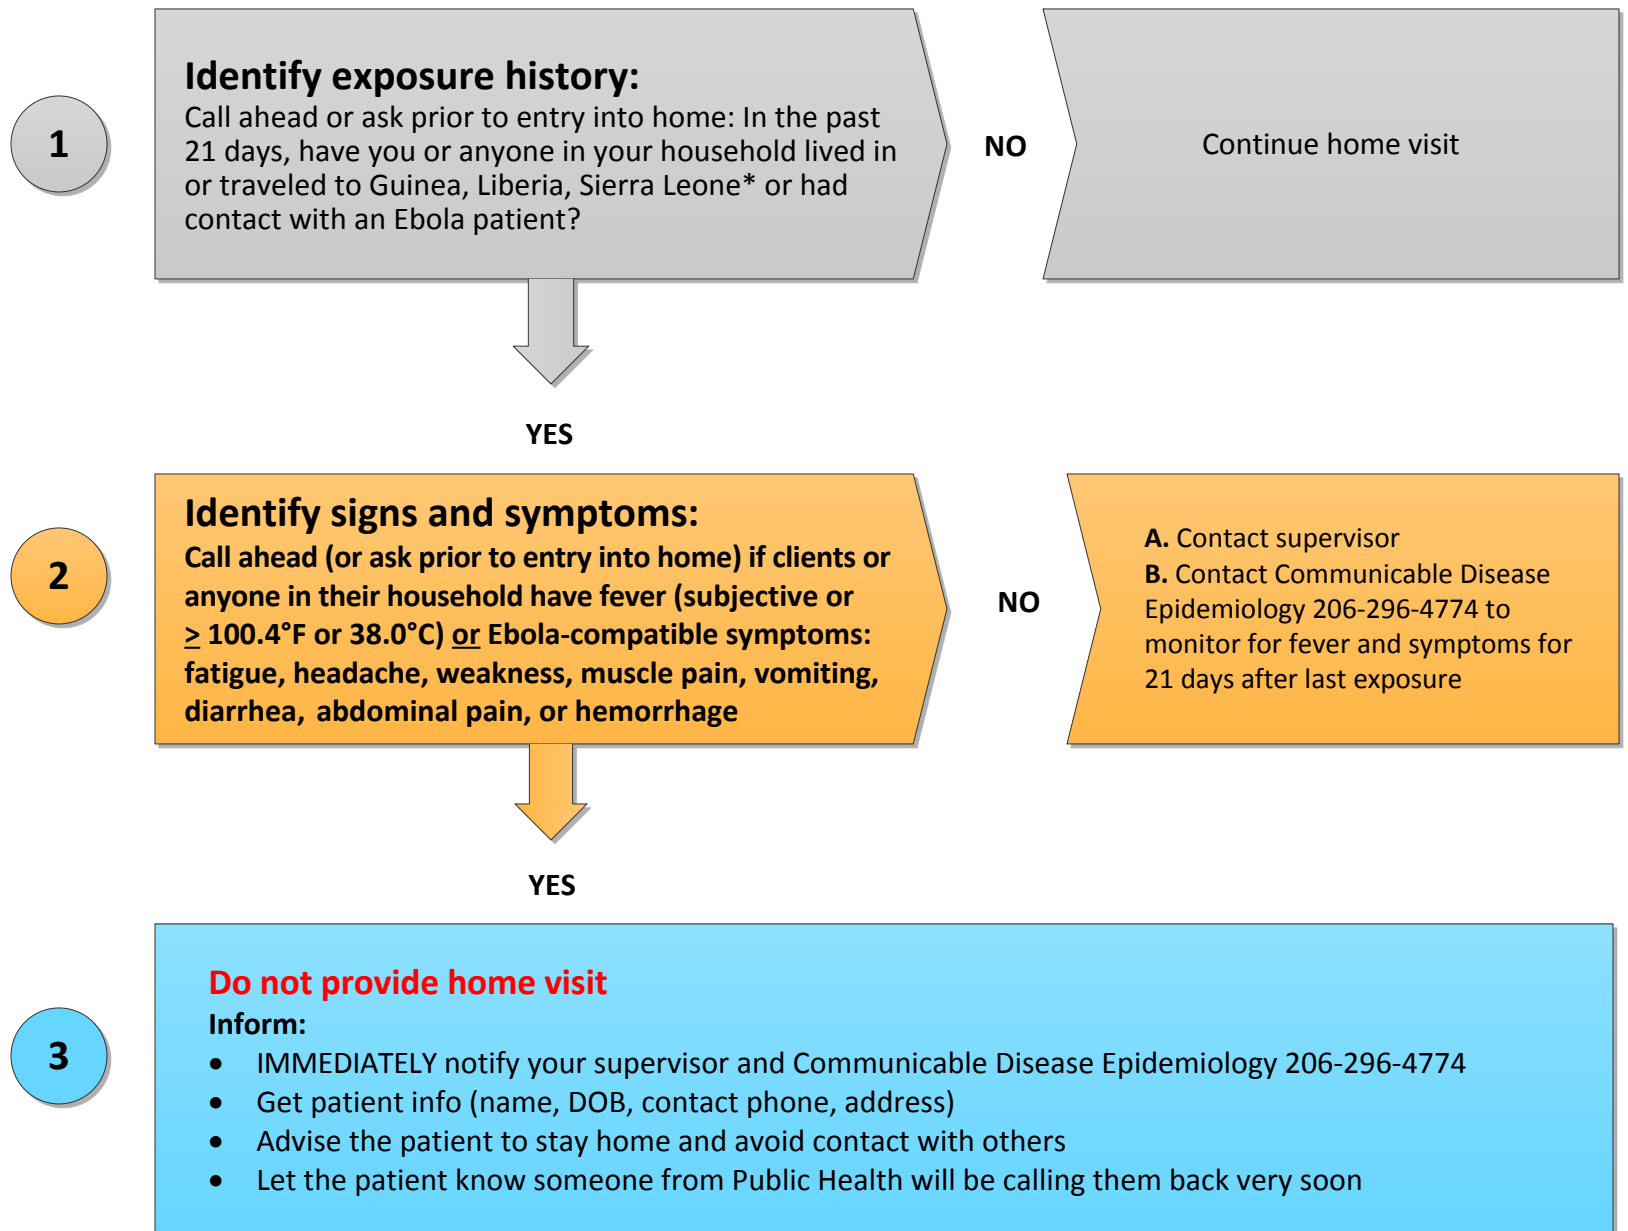 1
Identify exposure history:
Call ahead or ask prior to entry into home: In the past
21 days, have you or anyone in your household lived in
or traveled to Guinea, Liberia, Sierra Leone* or had
contact with an Ebola patient?
NO
Continue home visit
YES
2
Identify signs and symptoms:
Call ahead (or ask prior to entry into home) if clients or
anyone in their household have fever (subjective or
≥ 100.4°F or 38.0°C) or Ebola-compatible symptoms:
fatigue, headache, weakness, muscle pain, vomiting,
diarrhea, abdominal pain, or hemorrhage
NO
A. Contact supervisor
B. Contact Communicable Disease
Epidemiology 206-296-4774 to
monitor for fever and symptoms for
21 days after last exposure
YES
3
Do not provide home visit
Inform:
• IMMEDIATELY notify your supervisor and Communicable Disease Epidemiology 206-296-4774
• Get patient info (name, DOB, contact phone, address)
• Advise the patient to stay home and avoid contact with others
• Let the patient know someone from Public Health will be calling them back very soon